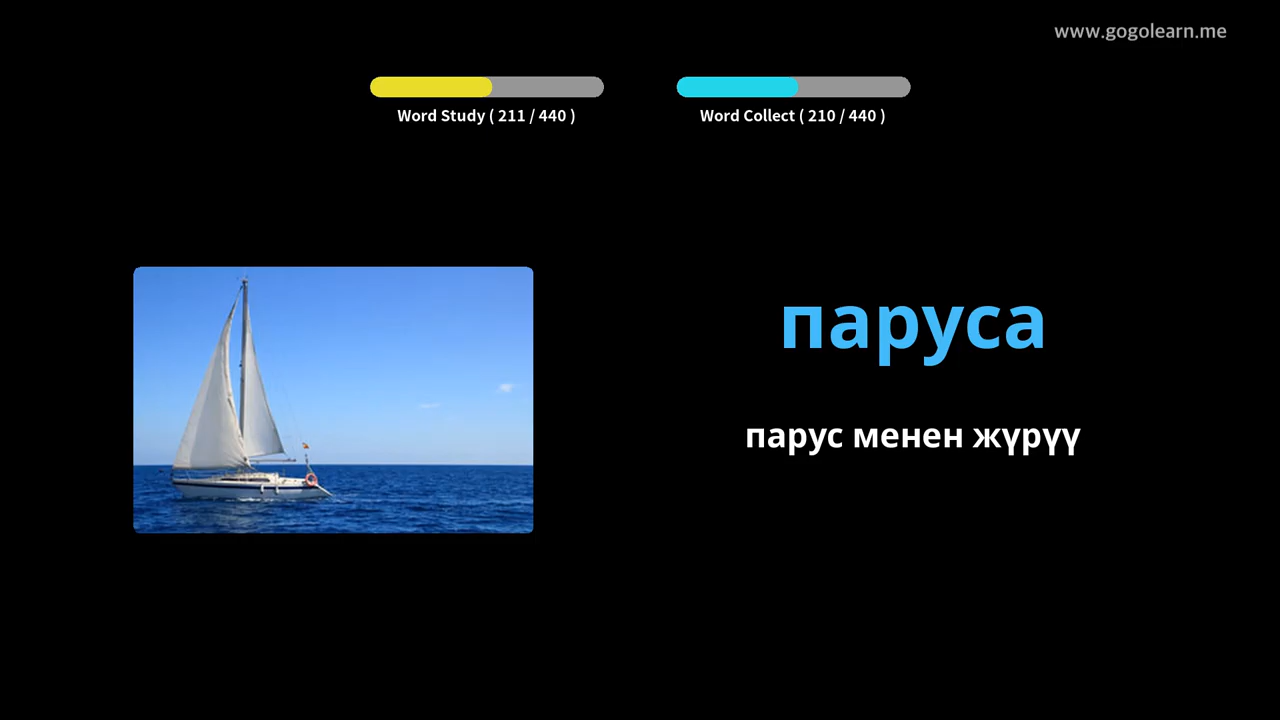 www.gogolearn.me
Word Study ( 211 / 440 )
Word Collect ( 210 / 440 )
паруса
парус менен жүрүү